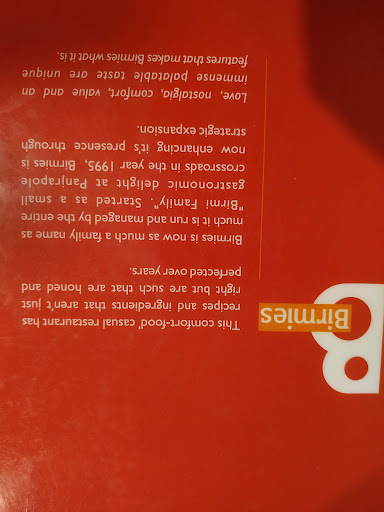 Birmies
This comfort-food" casual restaurant has
recipes and ingredients that aren't just
right but are such that are honed and
perfected over years.
Birmies is now as much a family name as
much it is run and managed by the entire
"Birmi Family". Started as a small
gastronomic delight at Panjrapole
crossroads in the year 1995, Birmies is
now enhancing it's presence through
strategic expansion.
Love, nostalgia, comfort, value and an
immense palatable taste are unique
features that makes Birmies what it is.